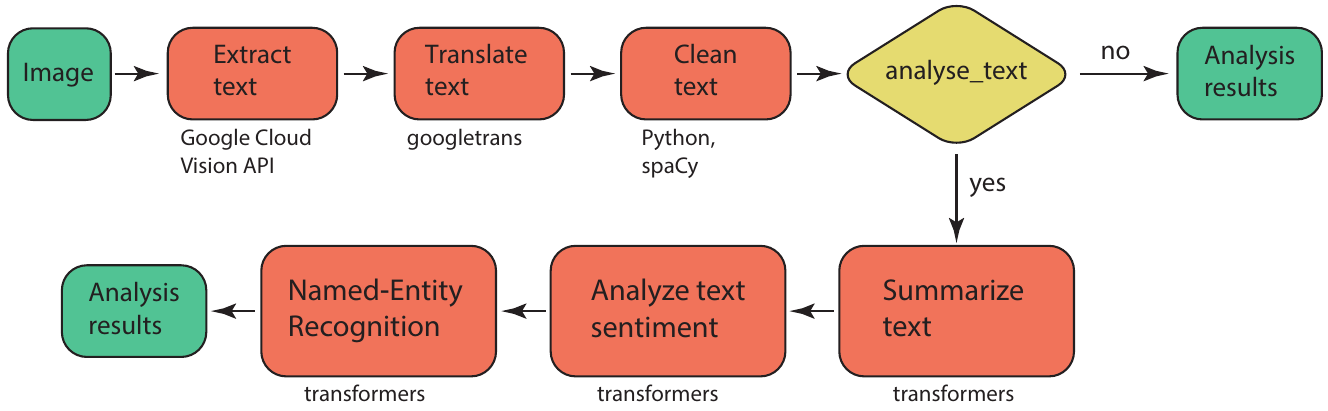 Image
Extract
text
Google Cloud
Vision API
Translate
text
googletrans
Clean
text
Python,
spaCy
analyse_text
no
Analysis
results
yes
Summarize
text
transformers
Analyze text
sentiment
transformers
Named-Entity
Recognition
transformers
Analysis
results